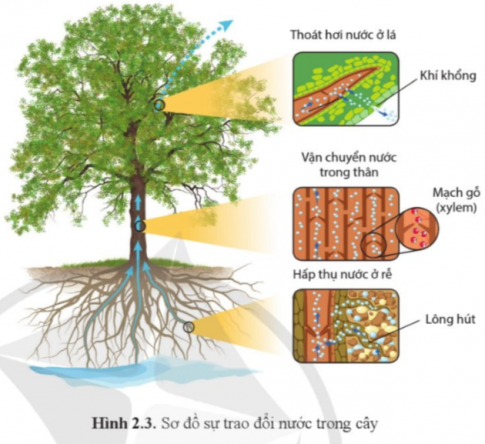 Thoát hơi nước ở lá
Khí khổng
Vận chuyển nước
trong thân
Mạch gỗ
(xylem)
Hấp thụ nước ở rễ
Lông hút
Hình 2.3. Sơ đồ sự trao đổi nước trong cây